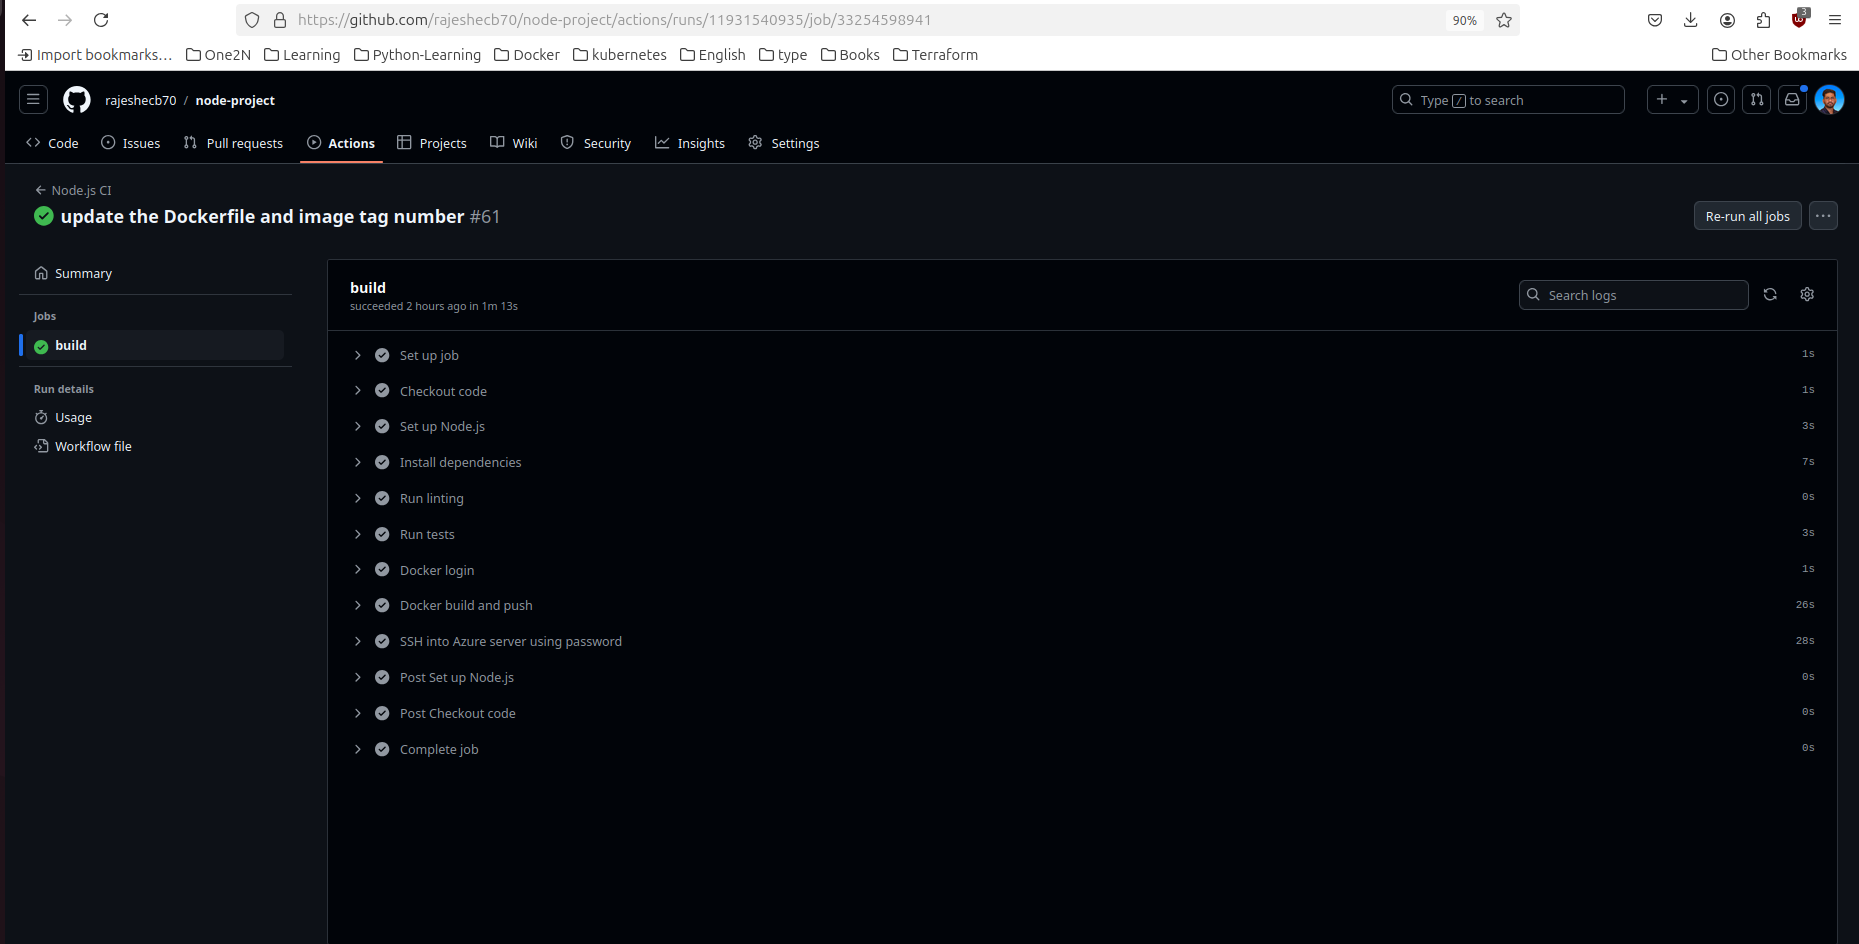 https://github.com/rajeshecb70/node-project/actions/runs/11931540935/job/33254598941 90% 3
Import bookmarks… One2N Learning Python-Learning Docker kubernetes English type Books Terraform Other Bookmarks
rajeshecb70 / node-project Type / to search
Code Issues Pull requests Actions Projects Wiki Security Insights Settings
Node.js CI
update the Dockerfile and image tag number #61
Re-run all jobs
Summary
Jobs
build
Run details
Usage
Workflow file
build
succeeded 2 hours ago in 1m 13s
Search logs
Set up job 1s
Checkout code 1s
Set up Node.js 3s
Install dependencies 7s
Run linting 0s
Run tests 3s
Docker login 1s
Docker build and push 26s
SSH into Azure server using password 28s
Post Set up Node.js 0s
Post Checkout code 0s
Complete job 0s